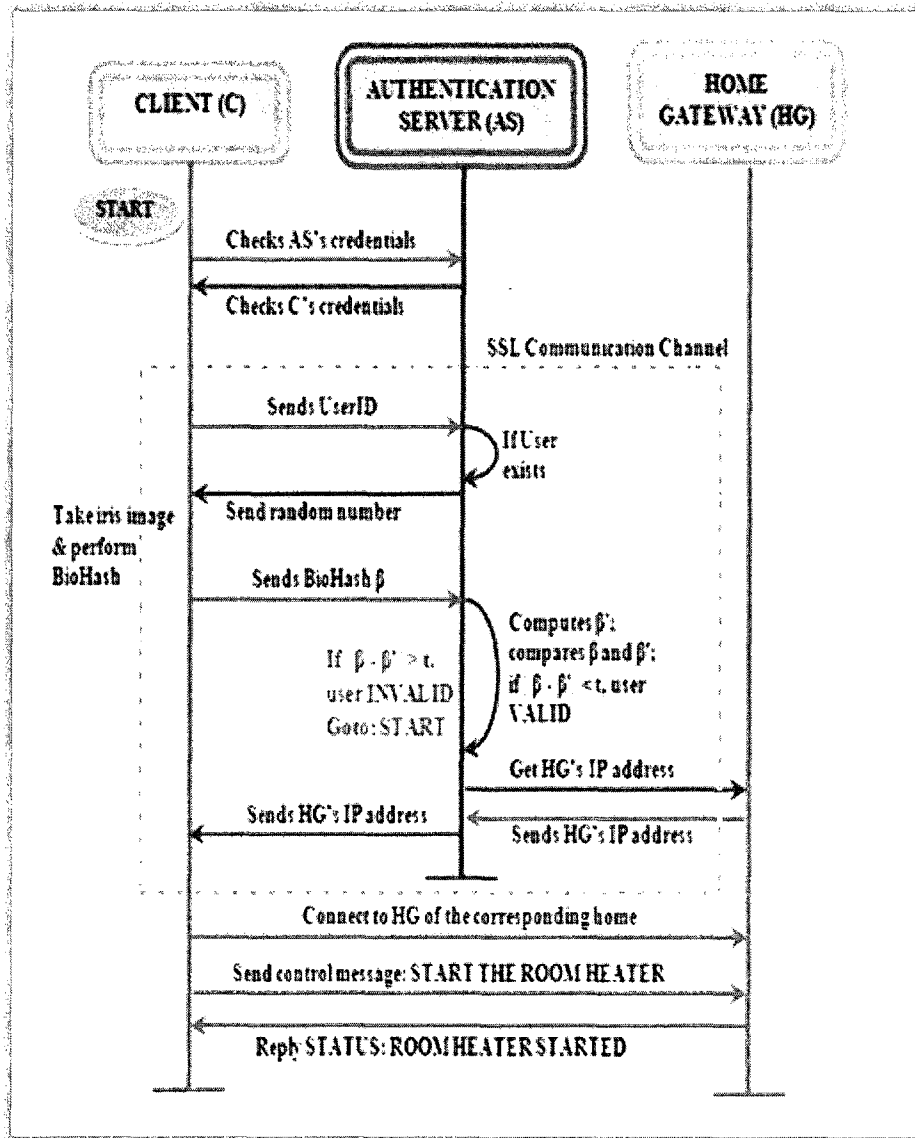 CLIENT (C)
AUTHENTICATION
SERVER (AS)
HOME
GATEWAY (HG)
START
Checks AS's credentials
Checks C's credentials
SSL Communication Channel
Sends UserID
If User
exists
Send random number
Take iris image
& perform
BioHash
Sends BioHash β
Computes β';
compares β and β';
if β - β' < t, user
VALID
If β - β' > t,
user INVALID
Goto: START
Get HG's IP address
Sends HG's IP address
Sends HG's IP address
Connect to HG of the corresponding home
Send control message: START THE ROOM HEATER
Reply STATUS: ROOM HEATER STARTED